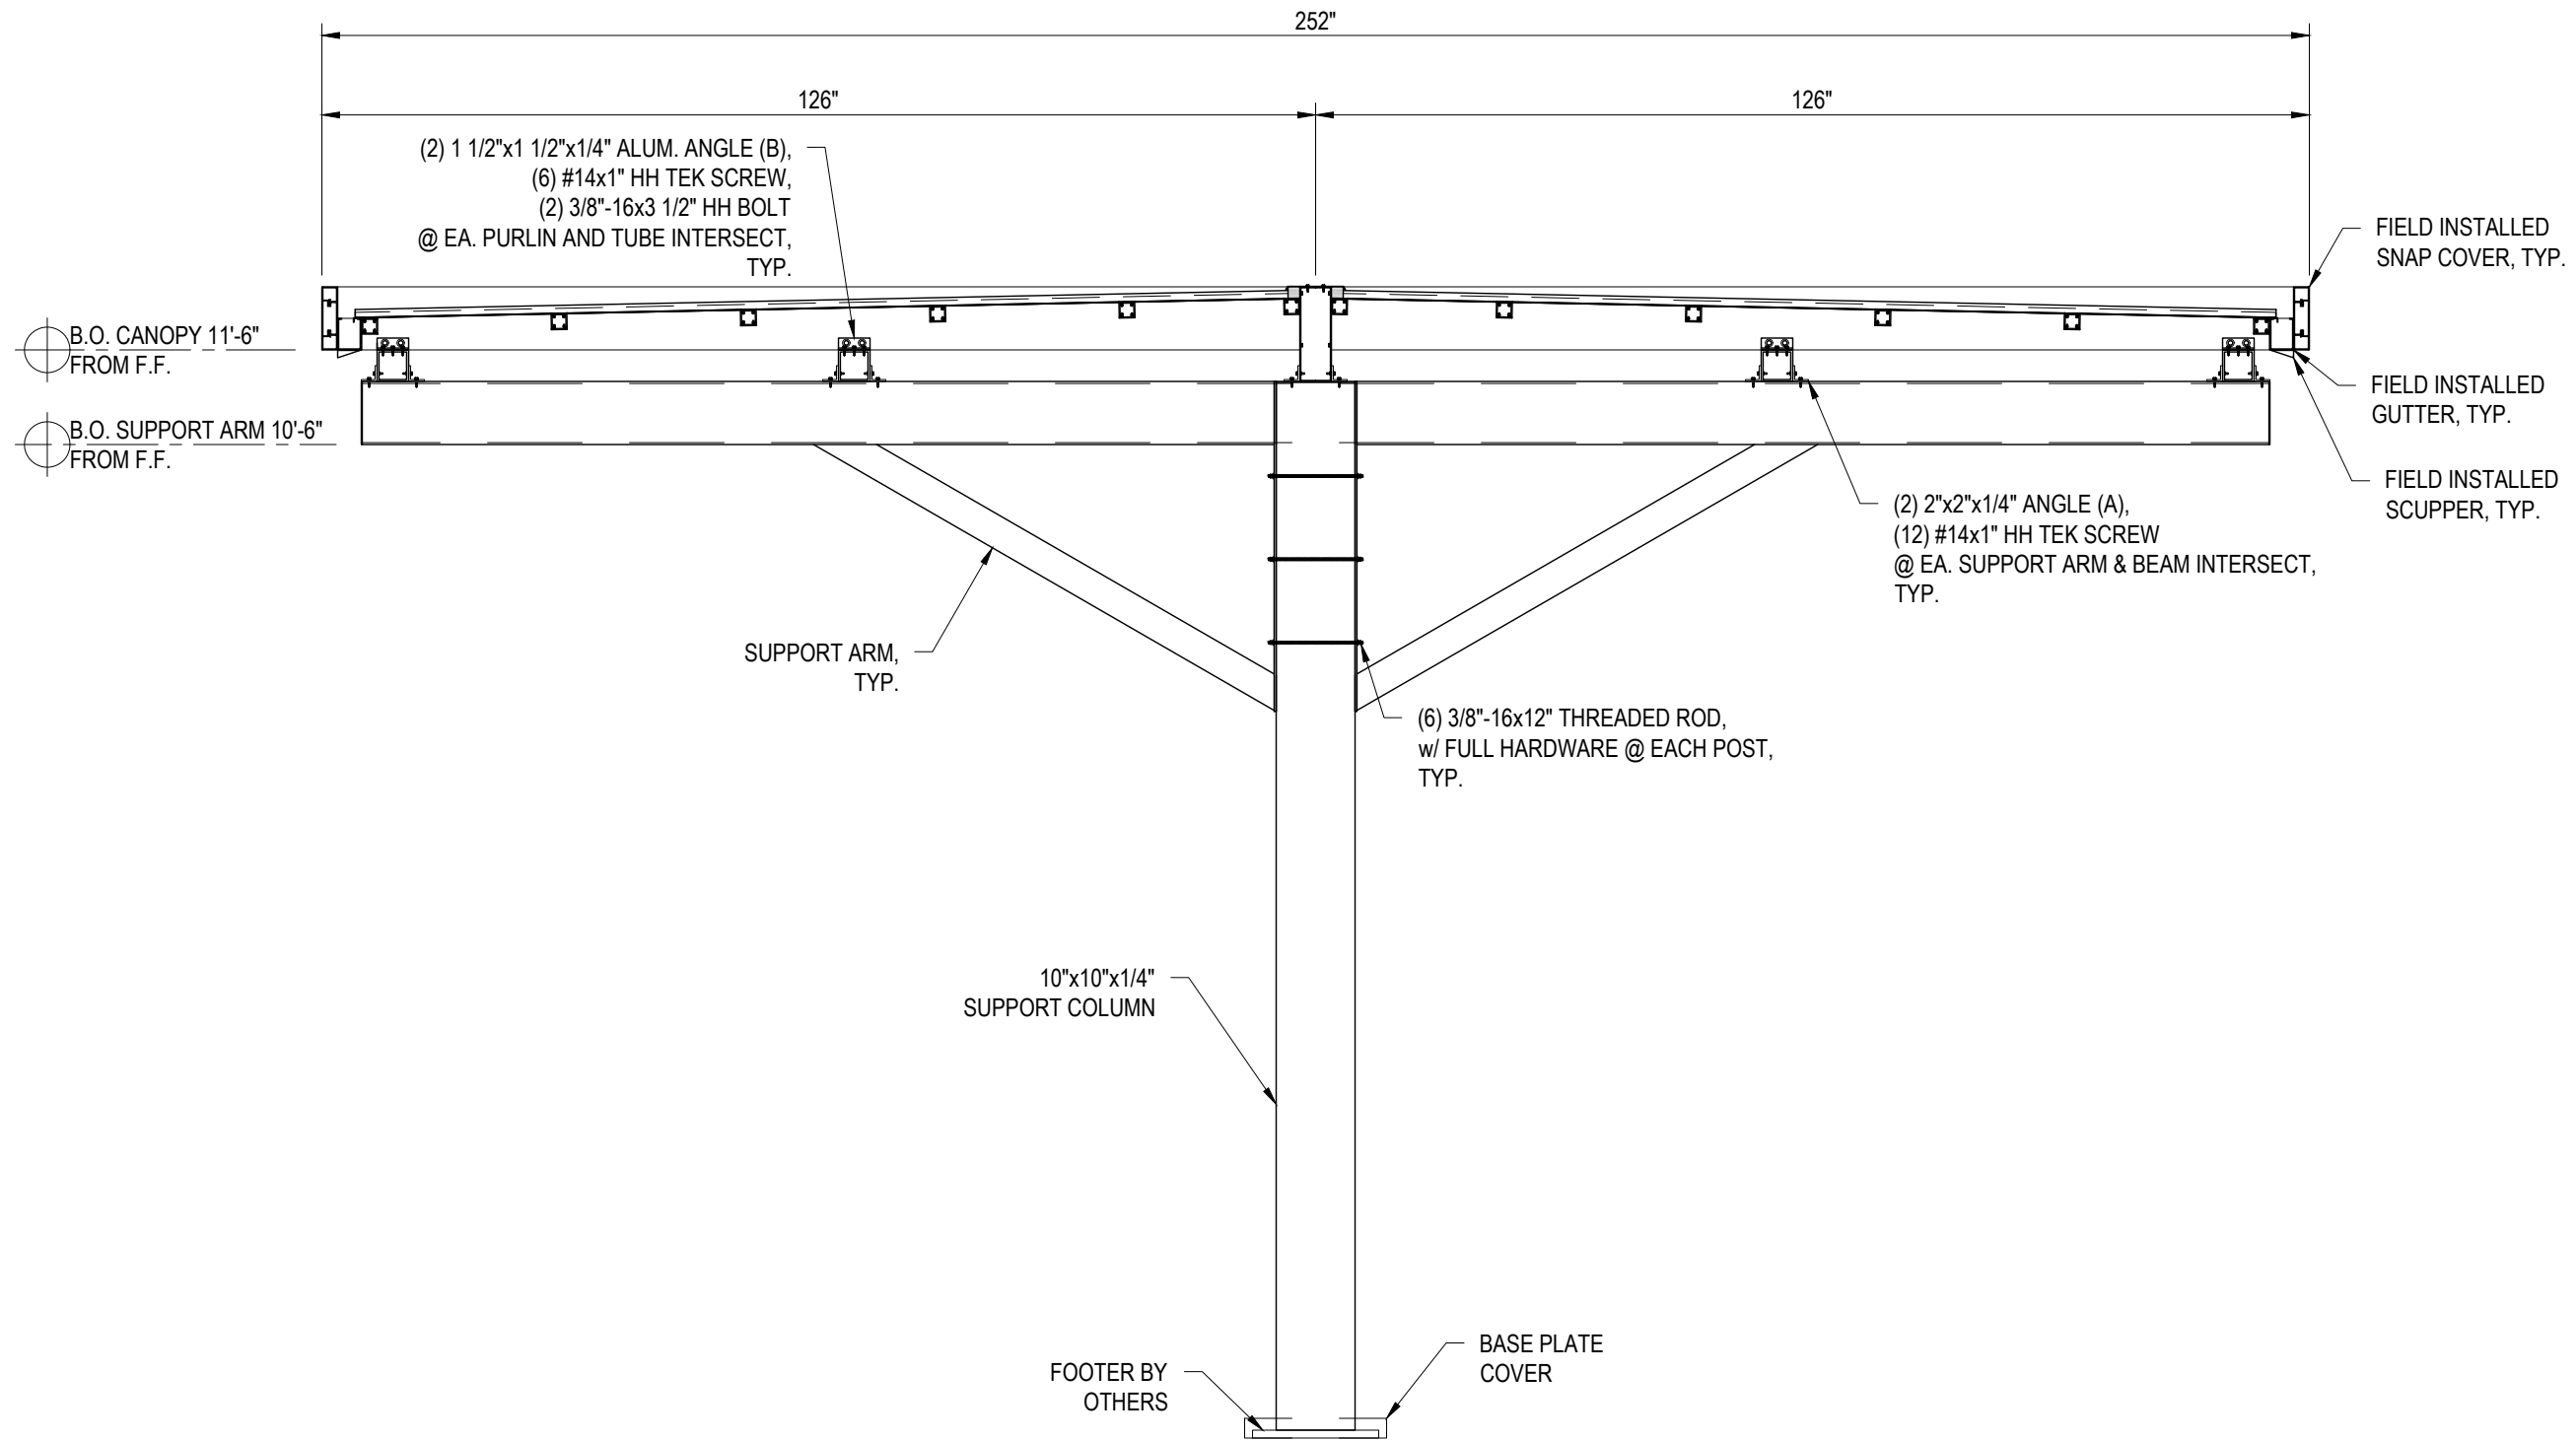 252"
126"
126"
(2) 1 1/2"x1 1/2"x1/4" ALUM. ANGLE (B),
(6) #14x1" HH TEK SCREW,
(2) 3/8"-16x3 1/2" HH BOLT
@ EA. PURLIN AND TUBE INTERSECT,
TYP.
FIELD INSTALLED
SNAP COVER, TYP.
B.O. CANOPY 11'-6"
FROM F.F.
FIELD INSTALLED
GUTTER, TYP.
B.O. SUPPORT ARM 10'-6"
FROM F.F.
FIELD INSTALLED
SCUPPER, TYP.
(2) 2"x2"x1/4" ANGLE (A),
(12) #14x1" HH TEK SCREW
@ EA. SUPPORT ARM & BEAM INTERSECT,
TYP.
SUPPORT ARM,
TYP.
(6) 3/8"-16x12" THREADED ROD,
w/ FULL HARDWARE @ EACH POST,
TYP.
10"x10"x1/4"
SUPPORT COLUMN
BASE PLATE
COVER
FOOTER BY
OTHERS